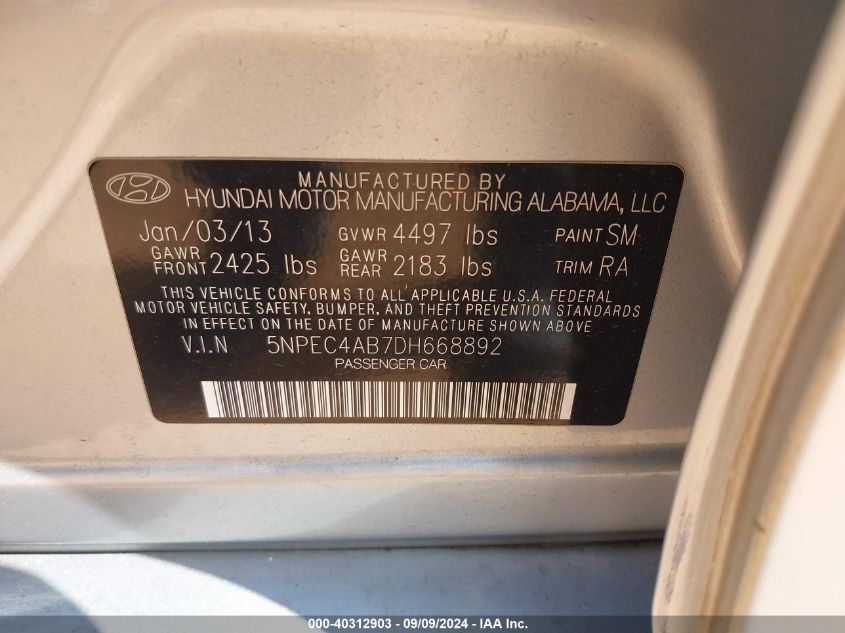 MANUFACTURED BY
HYUNDAI MOTOR MANUFACTURING ALABAMA, LLC
Jan/03/13 GVWR 4497 lbs PAINT SM
GAWR FRONT 2425 lbs GAWR REAR 2183 lbs TRIM RA
THIS VEHICLE CONFORMS TO ALL APPLICABLE U.S.A. FEDERAL
MOTOR VEHICLE SAFETY, BUMPER, AND THEFT PREVENTION STANDARDS
IN EFFECT ON THE DATE OF MANUFACTURE SHOWN ABOVE
V.I.N 5NPEC4AB7DH668892
PASSENGER CAR
000-40312903 - 09/09/2024 - IAA Inc.